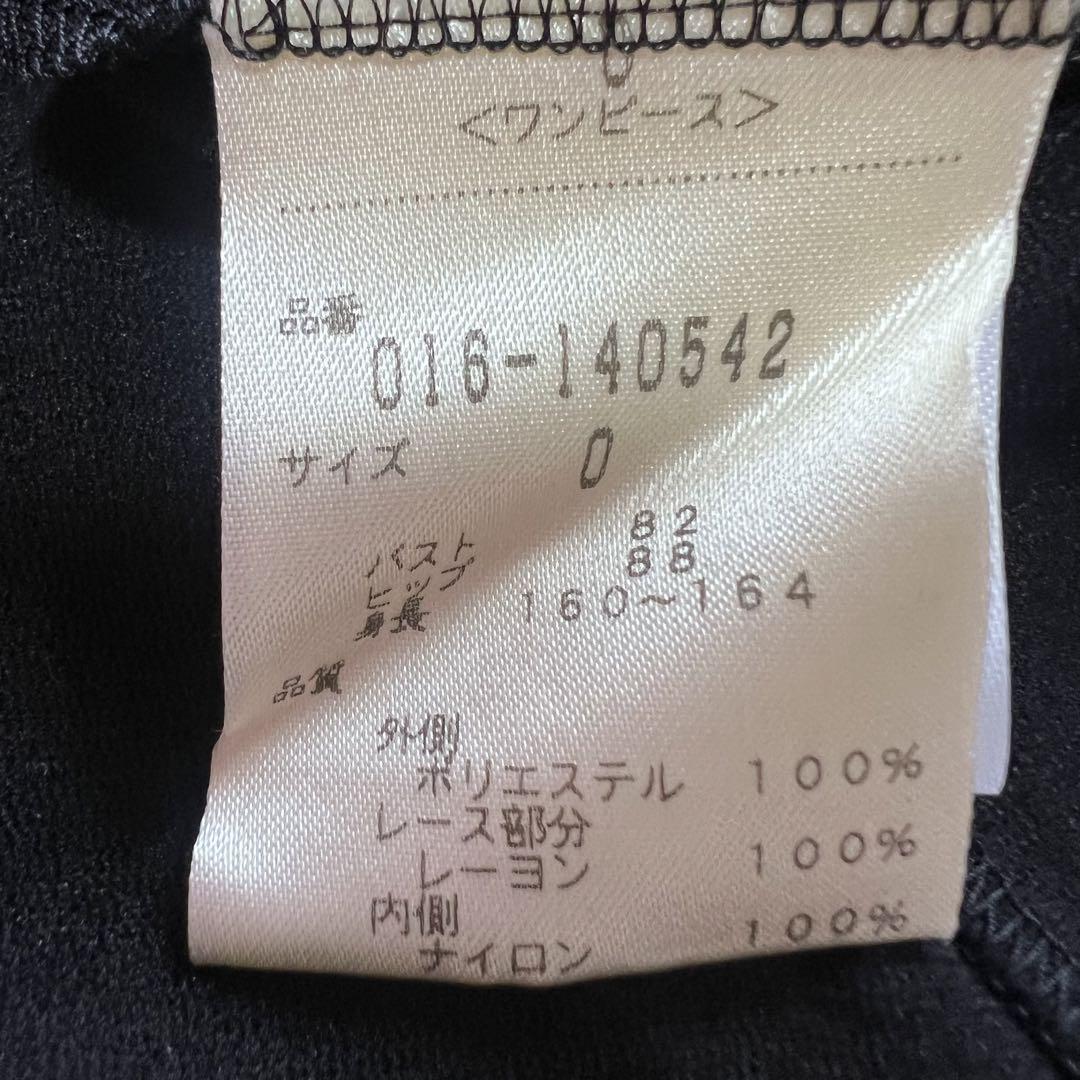 0
<ワンピース>
品番 016-140542
サイズ 0
バスト 82
ヒップ 88
身長 160～164
品質
外側
ポリエステル 100%
レース部分
レーヨン 100%
内側
ナイロン 100%